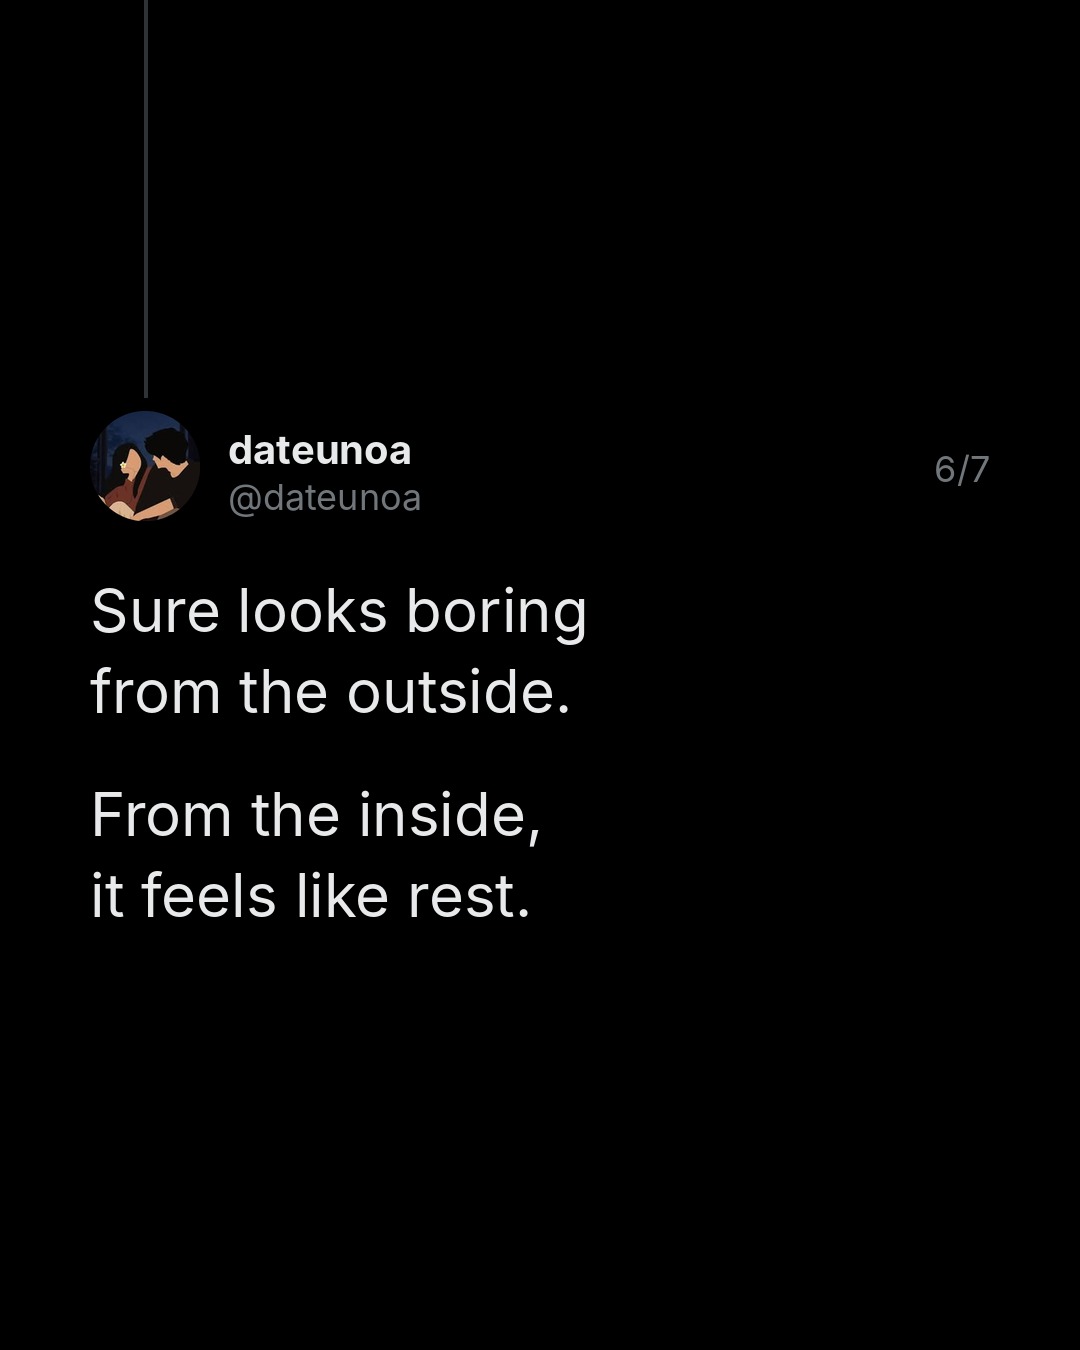 dateunoa
@dateunoa
6/7
Sure looks boring
from the outside.
From the inside,
it feels like rest.